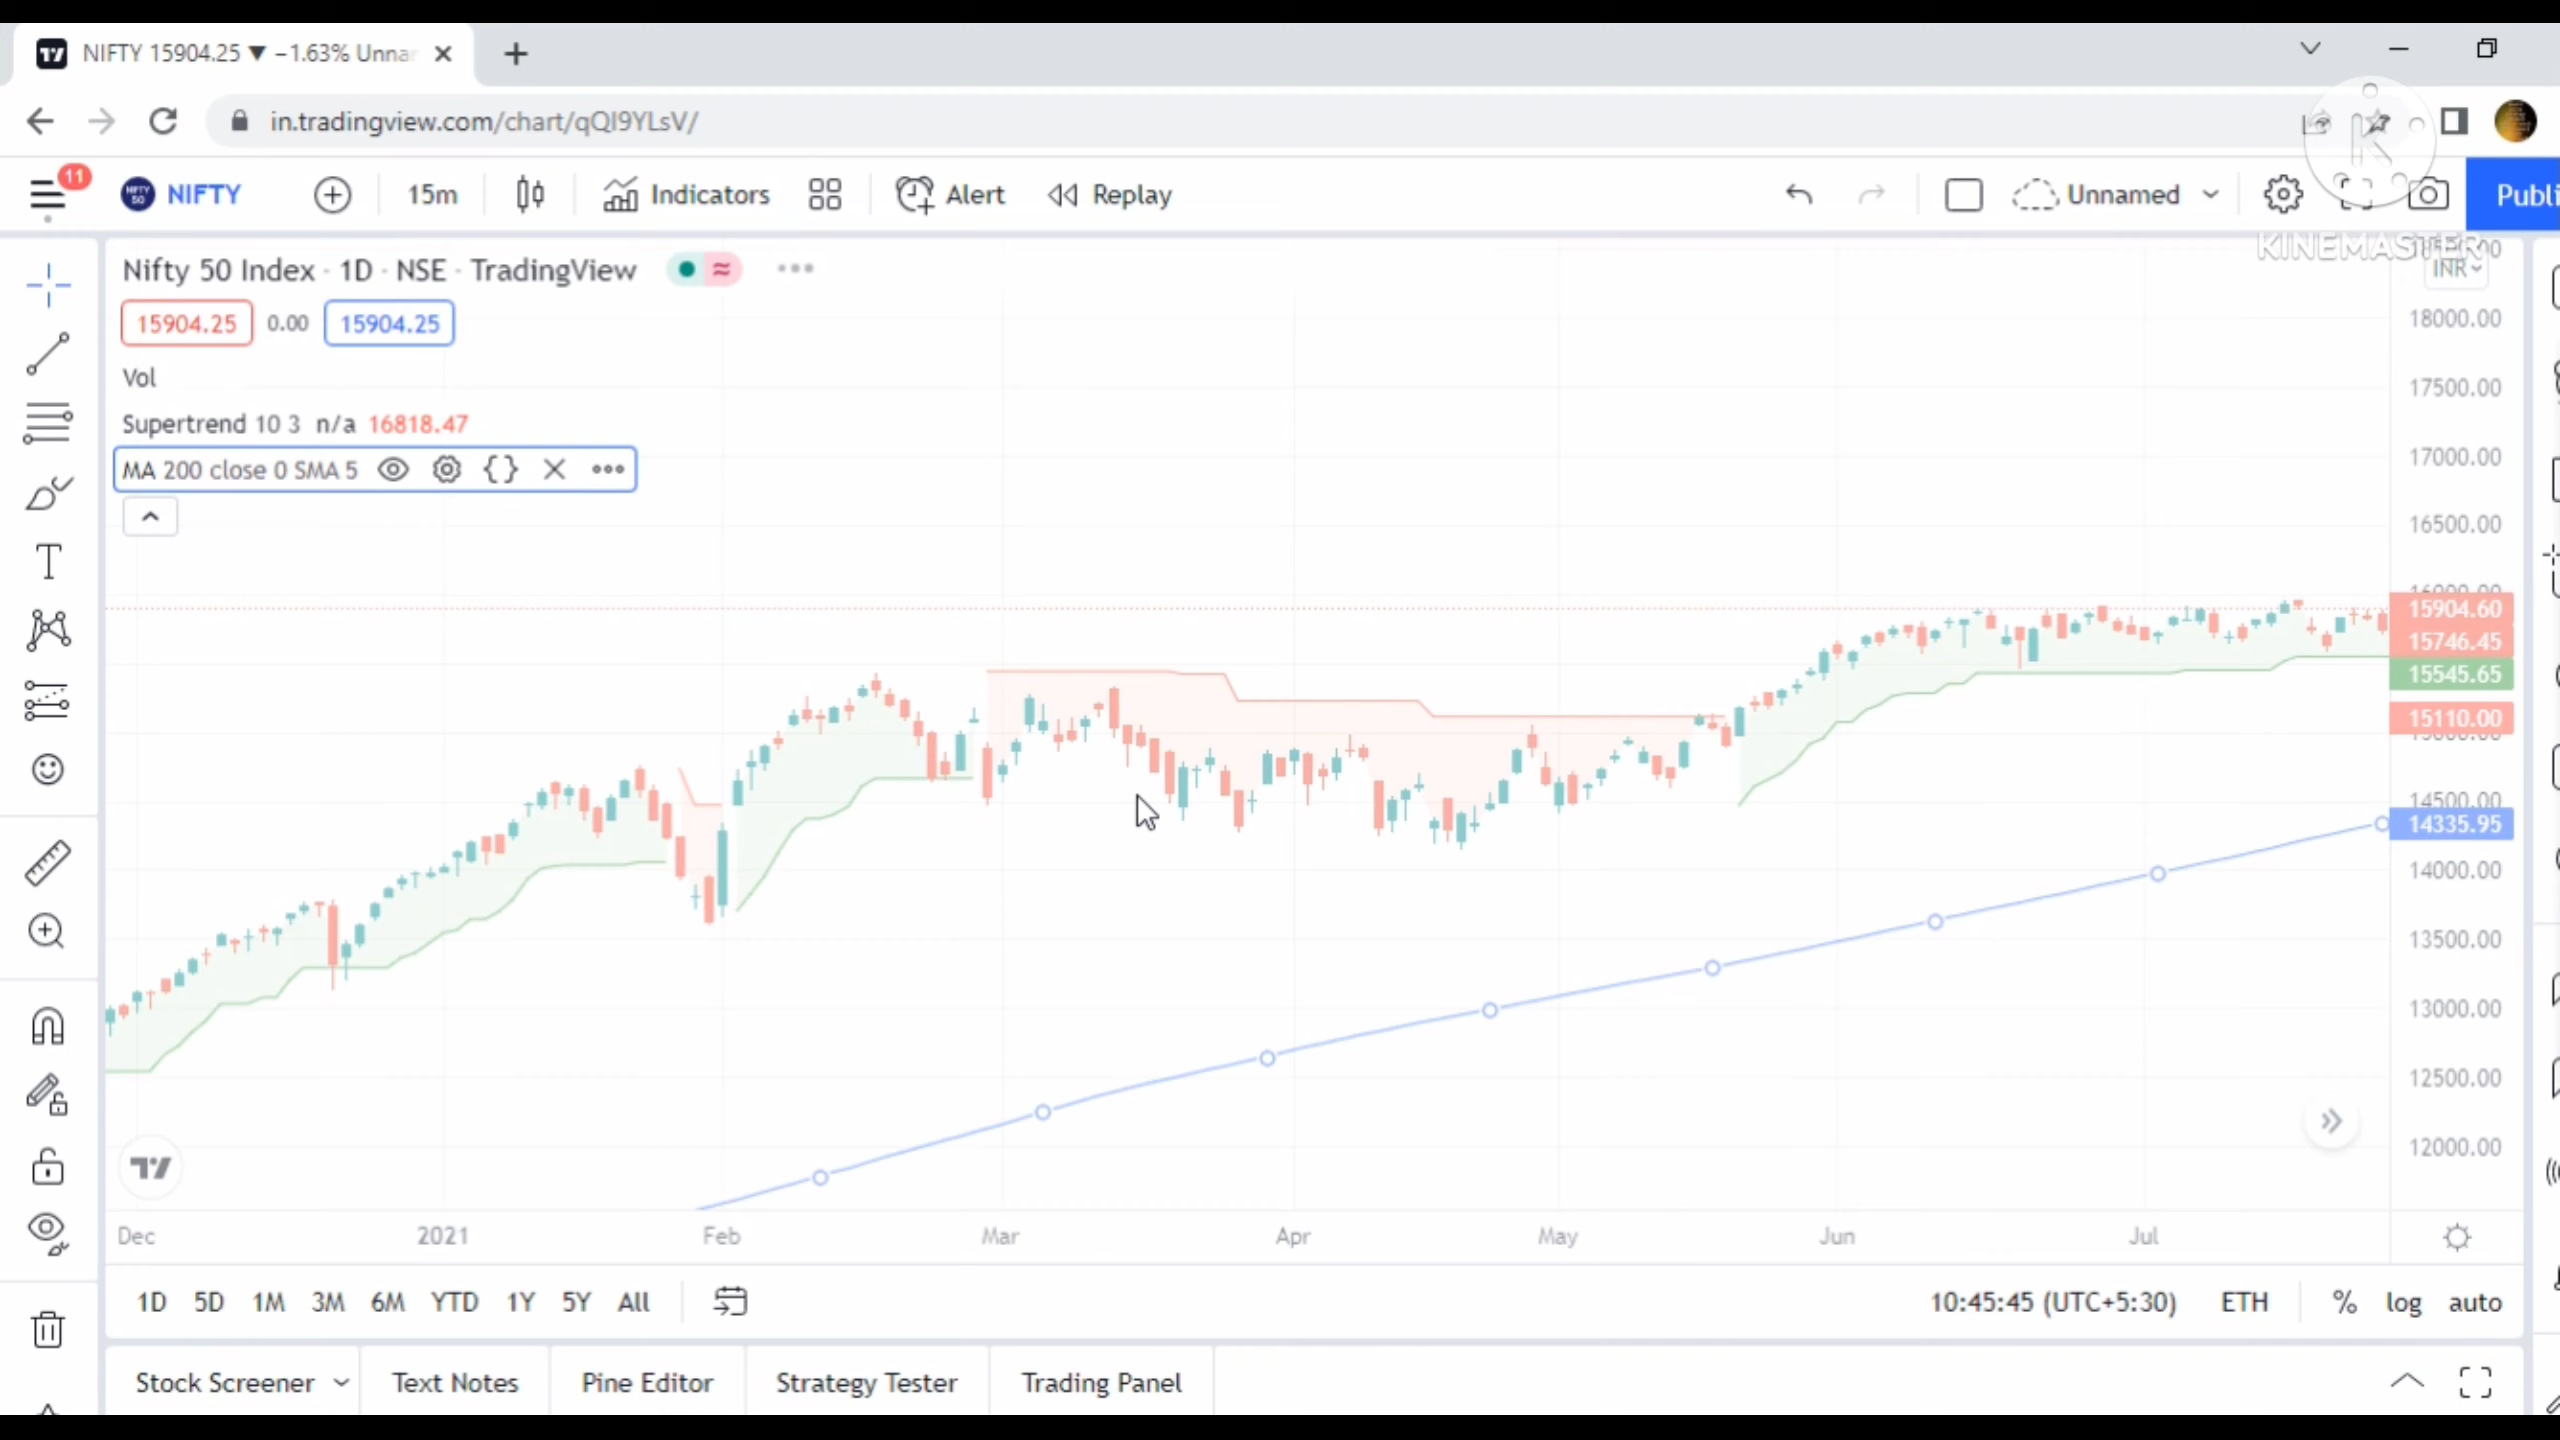 NIFTY 15904.25 ▼ −1.63% Unnar
in.tradingview.com/chart/qQI9YLsV/
11
NIFTY 50
NIFTY
15m
Indicators
Alert
Replay
Unnamed
Publi
KINEMASTER
Nifty 50 Index · 1D · NSE · TradingView
INR
15904.25 0.00 15904.25
Vol
Supertrend 10 3 n/a 16818.47
MA 200 close 0 SMA 5
18000.00
17500.00
17000.00
16500.00
15904.60
15746.45
15545.65
15110.00
14500.00
14335.95
14000.00
13500.00
13000.00
12500.00
12000.00
Dec 2021 Feb Mar Apr May Jun Jul
1D 5D 1M 3M 6M YTD 1Y 5Y All
10:45:45 (UTC+5:30) ETH % log auto
Stock Screener Text Notes Pine Editor Strategy Tester Trading Panel